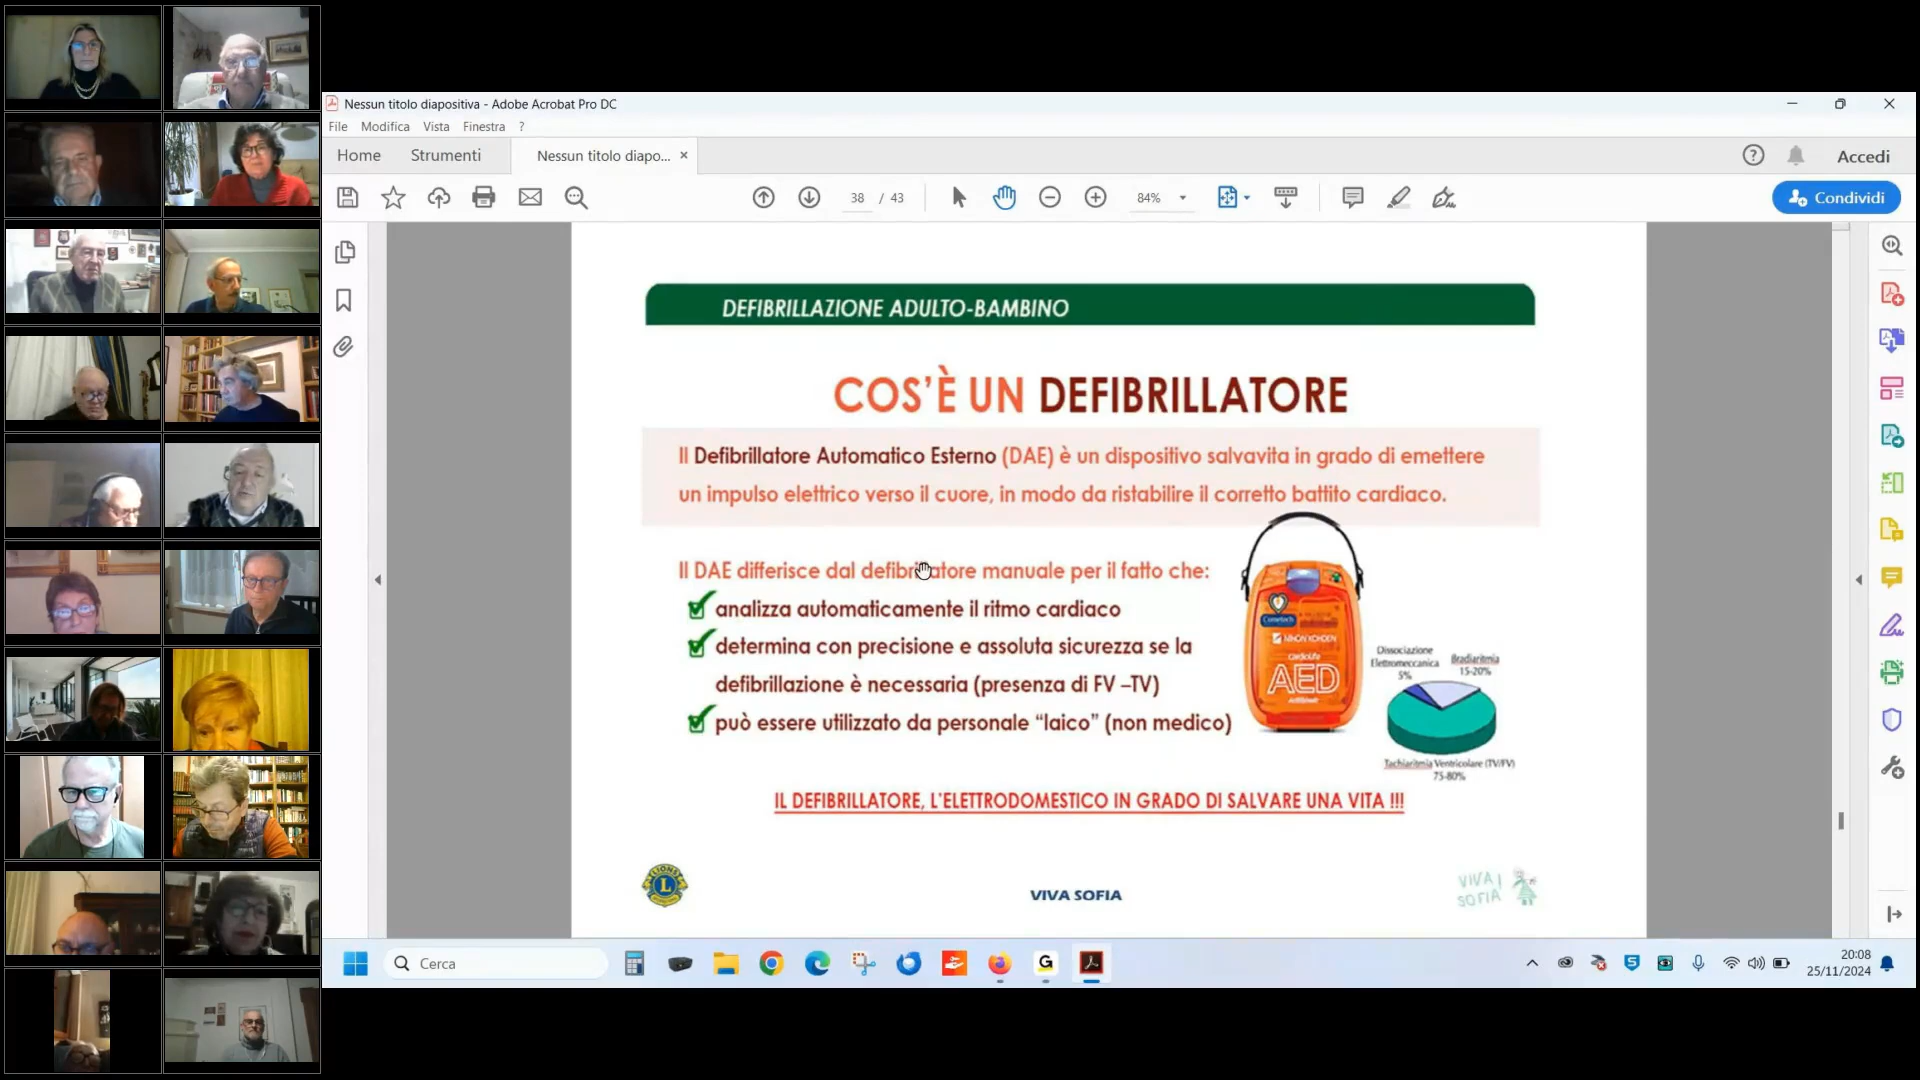 Nessun titolo diapositiva - Adobe Acrobat Pro DC
File Modifica Vista Finestra ?
Home Strumenti Nessun titolo diapo... Accedi
38 / 43 84% Condividi
DEFIBRILLAZIONE ADULTO-BAMBINO
COS'È UN DEFIBRILLATORE
Il Defibrillatore Automatico Esterno (DAE) è un dispositivo salvavita in grado di emettere
un impulso elettrico verso il cuore, in modo da ristabilire il corretto battito cardiaco.
Il DAE differisce dal defibrillatore manuale per il fatto che:
analizza automaticamente il ritmo cardiaco
determina con precisione e assoluta sicurezza se la
defibrillazione è necessaria (presenza di FV –TV)
può essere utilizzato da personale “laico” (non medico)
NIHON KOHDEN
cardiolife
AED
Dissociazione
Elettromeccanica
5%
Bradiaritmia
15-20%
Tachiaritmia Ventricolare (TV/FV)
75-80%
IL DEFIBRILLATORE, L'ELETTRODOMESTICO IN GRADO DI SALVARE UNA VITA !!!
LIONS
L
VIVA SOFIA
VIVA
SOFIA
Cerca
20:08
25/11/2024